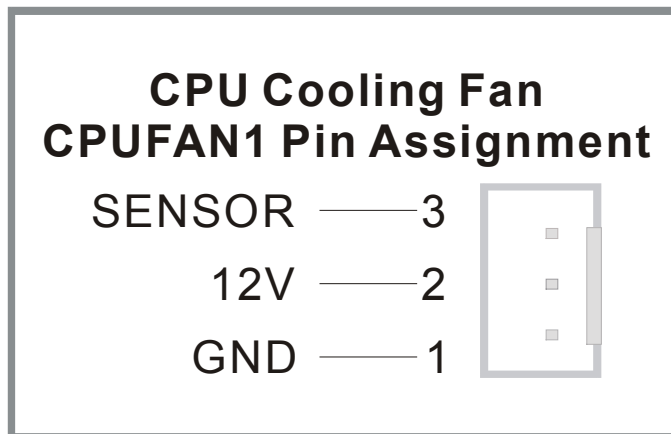 CPU Cooling Fan
CPUFAN1 Pin Assignment
SENSOR 3
12V 2
GND 1